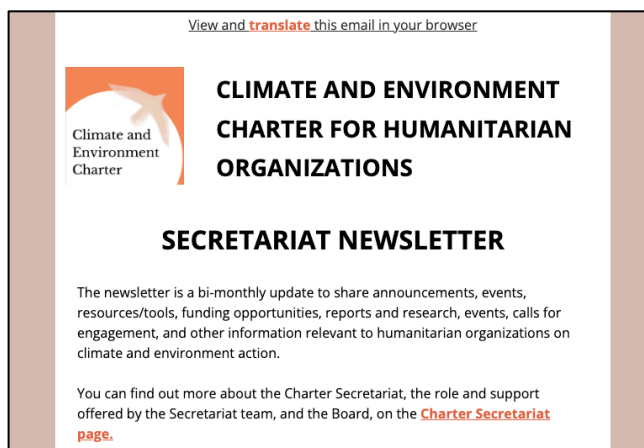 View and translate this email in your browser
Climate and
Environment
Charter
CLIMATE AND ENVIRONMENT
CHARTER FOR HUMANITARIAN
ORGANIZATIONS
SECRETARIAT NEWSLETTER
The newsletter is a bi-monthly update to share announcements, events,
resources/tools, funding opportunities, reports and research, events, calls for
engagement, and other information relevant to humanitarian organizations on
climate and environment action.
You can find out more about the Charter Secretariat, the role and support
offered by the Secretariat team, and the Board, on the Charter Secretariat
page.